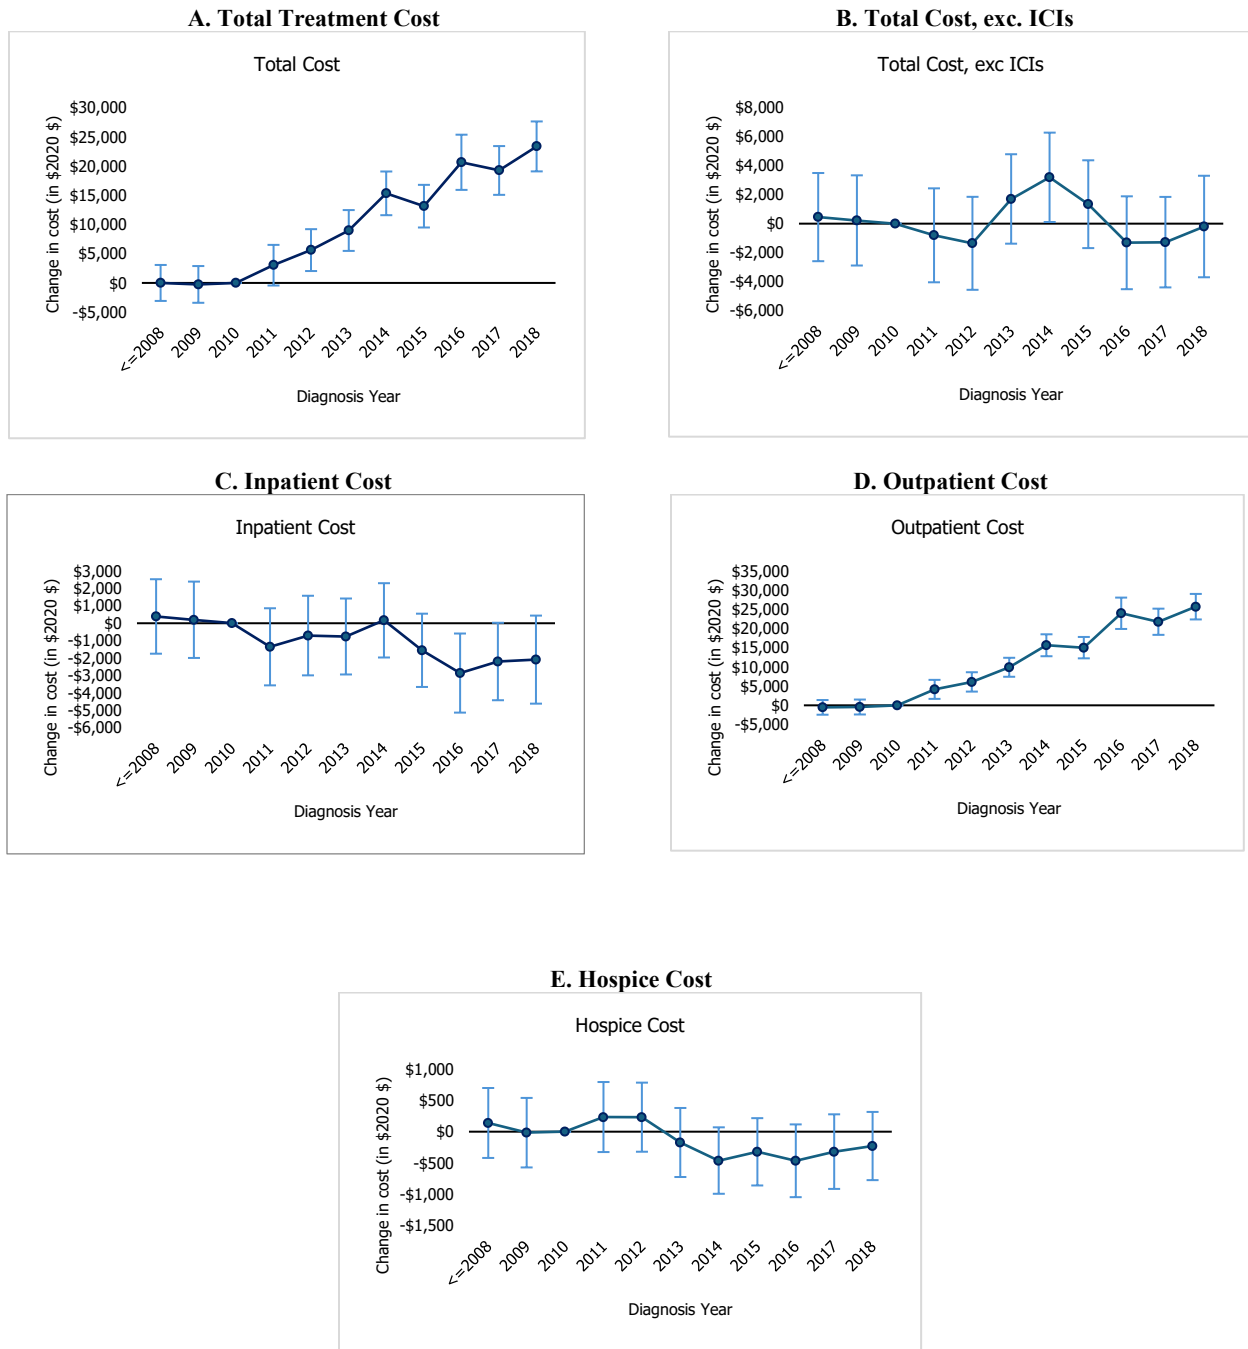 A. Total Treatment Cost
Total Cost
Change in cost (in $2020 $)
$30,000
$25,000
$20,000
$15,000
$10,000
$5,000
$0
-$5,000
<=2008 2009 2010 2011 2012 2013 2014 2015 2016 2017 2018
Diagnosis Year
B. Total Cost, exc. ICIs
Total Cost, exc ICIs
Change in cost (in $2020 $)
$8,000
$6,000
$4,000
$2,000
$0
-$2,000
-$4,000
-$6,000
<=2008 2009 2010 2011 2012 2013 2014 2015 2016 2017 2018
Diagnosis Year
C. Inpatient Cost
Inpatient Cost
Change in cost (in $2020 $)
$3,000
$2,000
$1,000
$0
-$1,000
-$2,000
-$3,000
-$4,000
-$5,000
-$6,000
<=2008 2009 2010 2011 2012 2013 2014 2015 2016 2017 2018
Diagnosis Year
D. Outpatient Cost
Outpatient Cost
Change in cost (in $2020 $)
$35,000
$30,000
$25,000
$20,000
$15,000
$10,000
$5,000
$0
-$5,000
<=2008 2009 2010 2011 2012 2013 2014 2015 2016 2017 2018
Diagnosis Year
E. Hospice Cost
Hospice Cost
Change in cost (in $2020 $)
$1,000
$500
$0
-$500
-$1,000
-$1,500
<=2008 2009 2010 2011 2012 2013 2014 2015 2016 2017 2018
Diagnosis Year